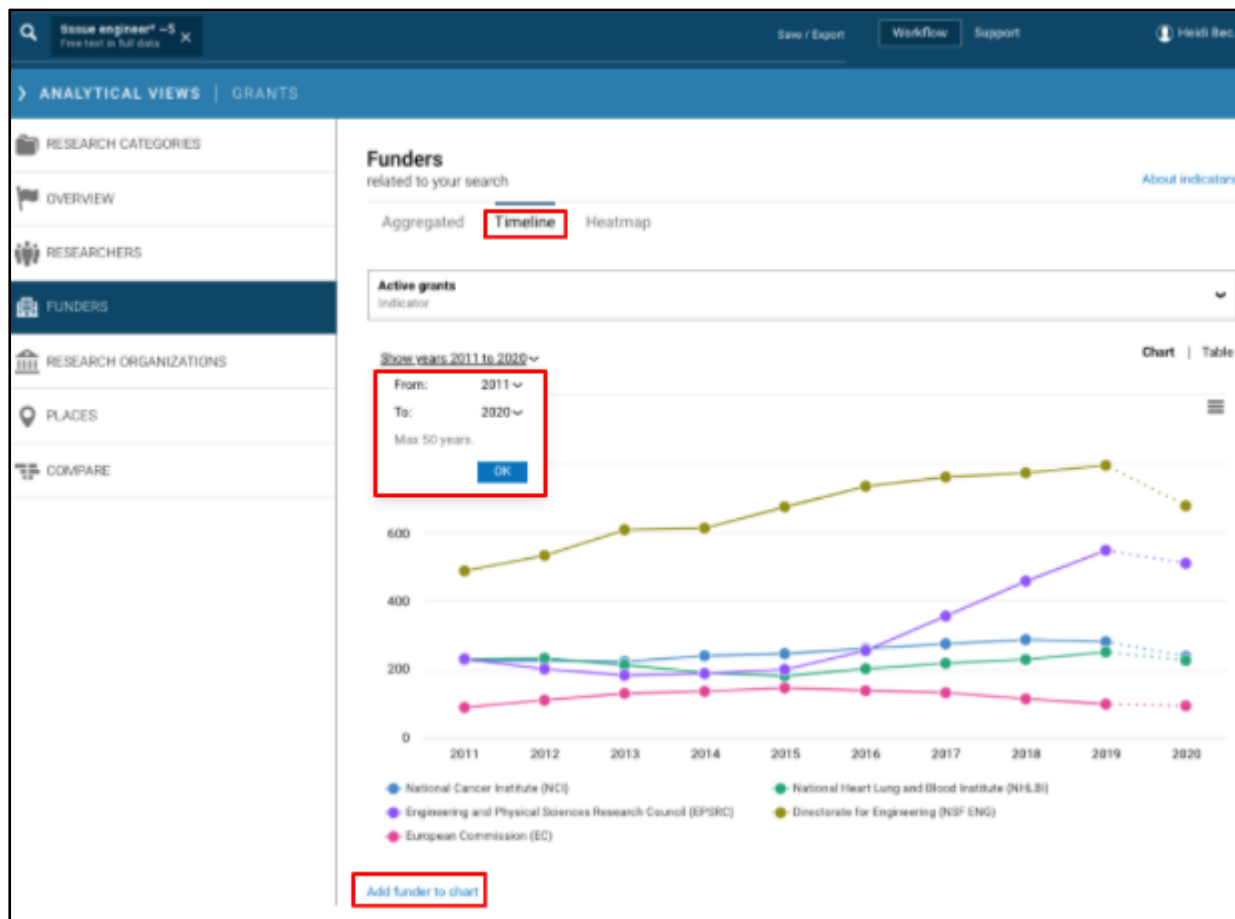 tissue engineer* ~5 ×
Free text in full data
Save / Export
Workflow
Support
Heidi Bec.
ANALYTICAL VIEWS | GRANTS
RESEARCH CATEGORIES
OVERVIEW
RESEARCHERS
FUNDERS
RESEARCH ORGANIZATIONS
PLACES
COMPARE
Funders
related to your search
About indicators
Aggregated Timeline Heatmap
Active grants
Indicator
Show years 2011 to 2020
Chart | Table
From: 2011
To: 2020
Max 50 years.
OK
600
400
200
0
2011 2012 2013 2014 2015 2016 2017 2018 2019 2020
National Cancer Institute (NCI) National Heart Lung and Blood Institute (NHLBI)
Engineering and Physical Sciences Research Council (EPSRC) Directorate for Engineering (NSF ENG)
European Commission (EC)
Add funder to chart